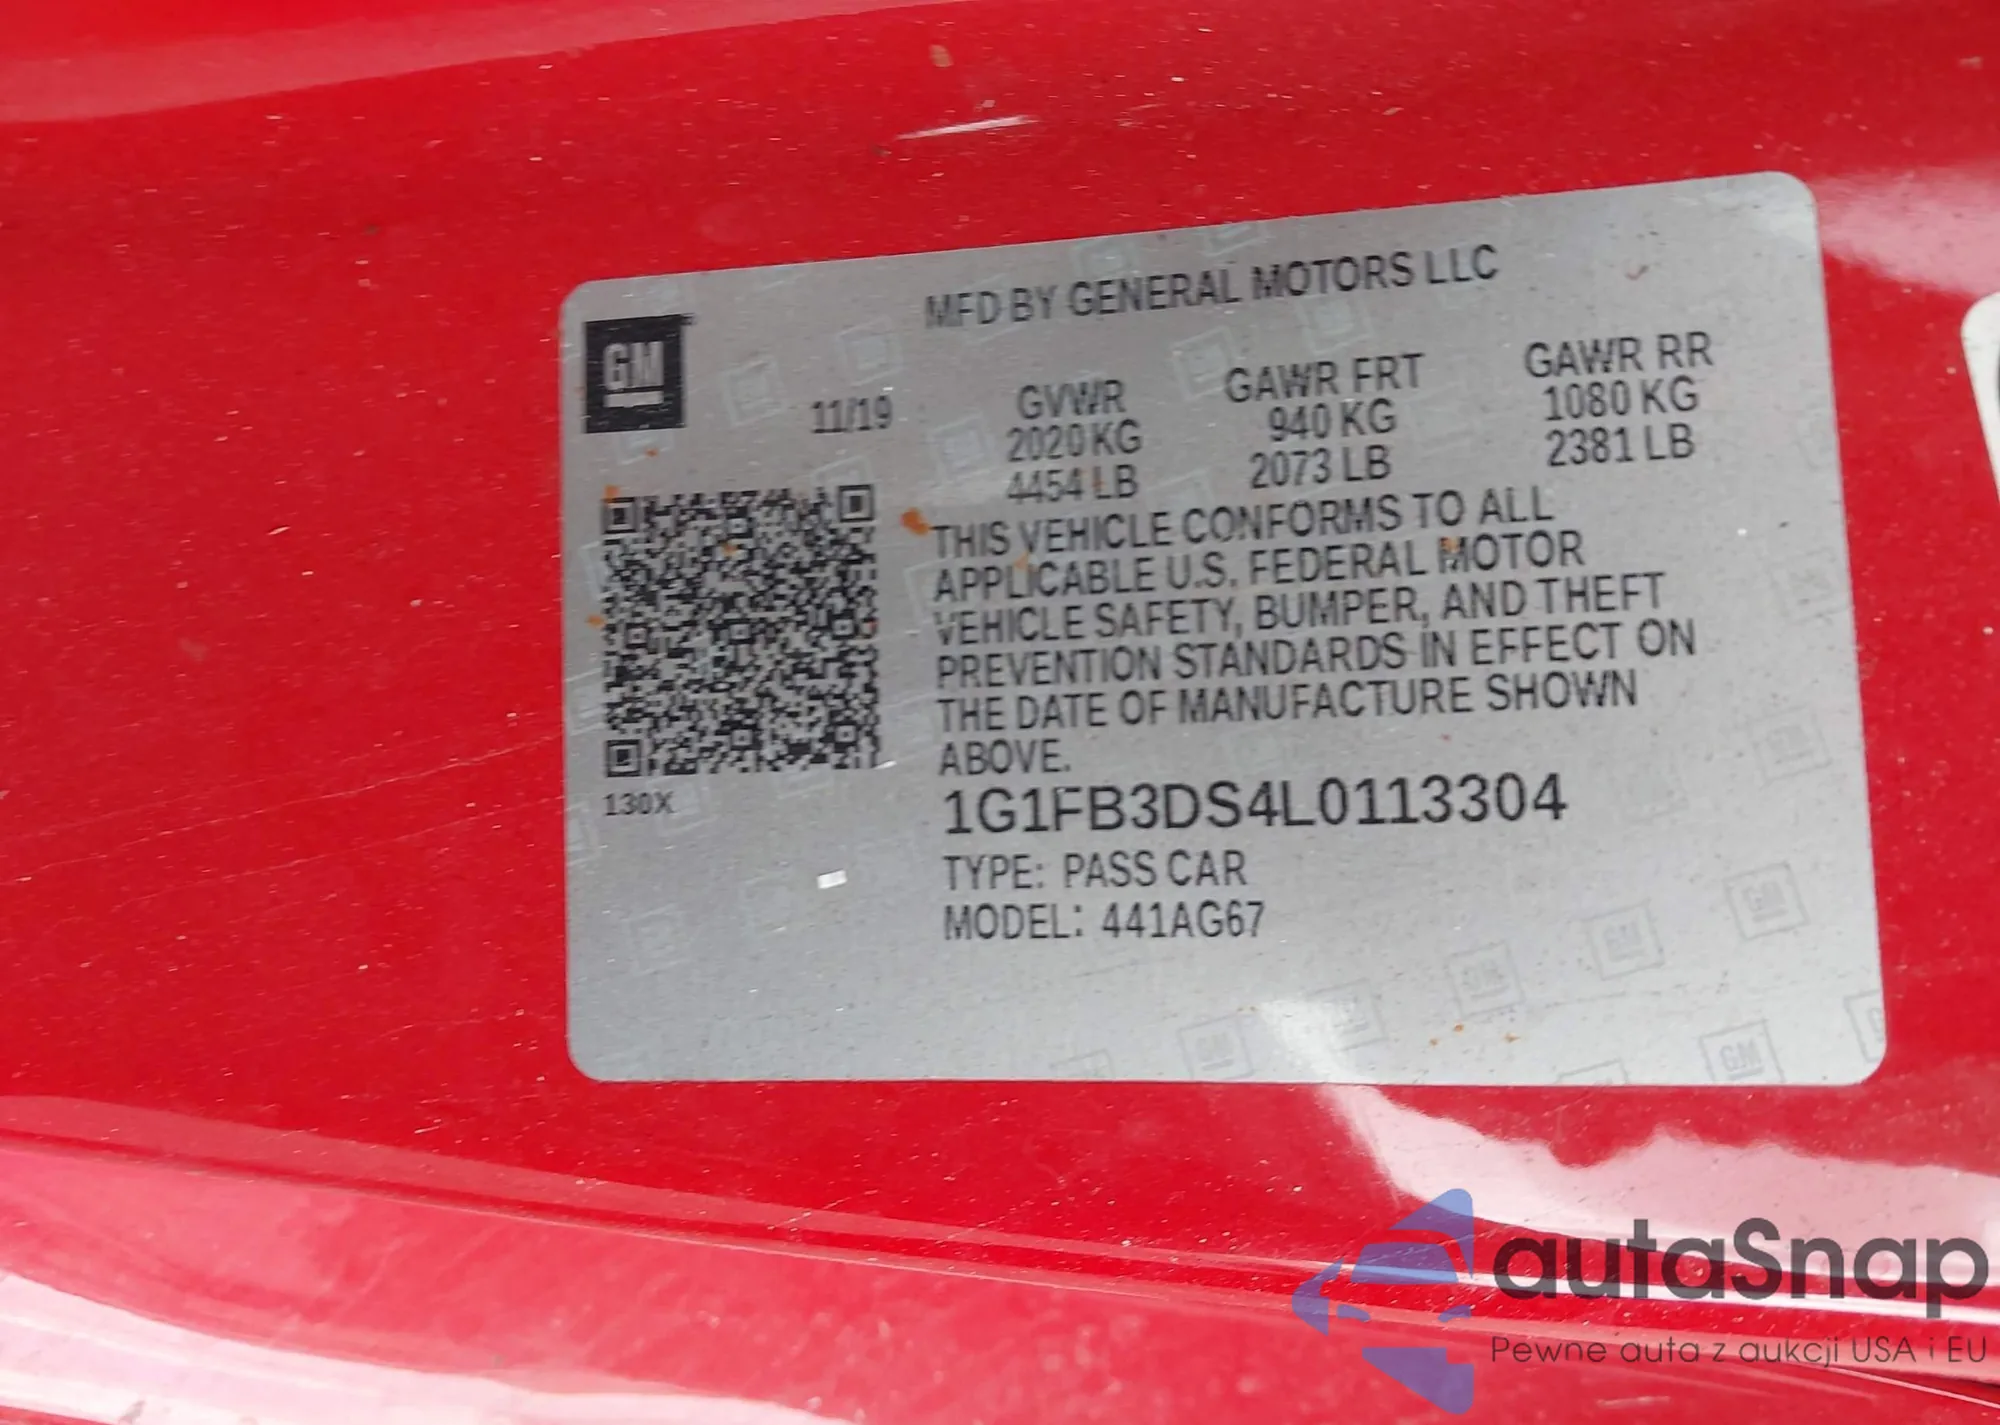 MFD BY GENERAL MOTORS LLC
GM
11/19
GVWR
2020 KG
4454 LB
GAWR FRT
940 KG
2073 LB
GAWR RR
1080 KG
2381 LB
THIS VEHICLE CONFORMS TO ALL
APPLICABLE U.S. FEDERAL MOTOR
VEHICLE SAFETY, BUMPER, AND THEFT
PREVENTION STANDARDS IN EFFECT ON
THE DATE OF MANUFACTURE SHOWN
ABOVE.
130X
1G1FB3DS4L0113304
TYPE: PASS CAR
MODEL: 441AG67
autaSnap
Pewne auta z aukcji USA i EU